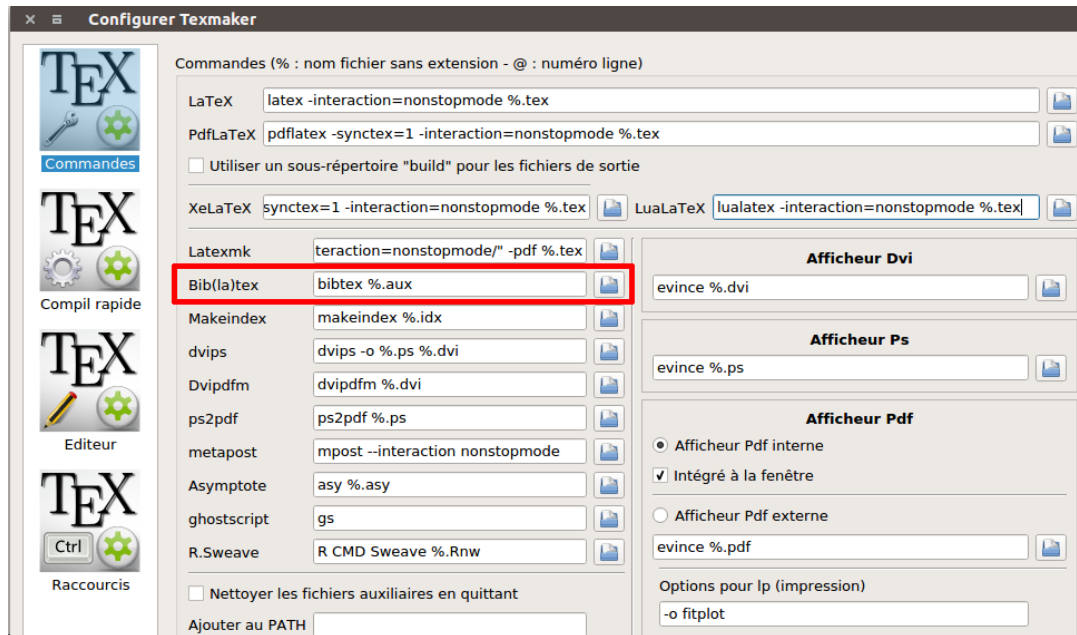 Configurer Texmaker
Commandes (% : nom fichier sans extension - @ : numéro ligne)
LaTeX latex -interaction=nonstopmode %.tex
PdfLaTeX pdflatex -synctex=1 -interaction=nonstopmode %.tex
Utiliser un sous-répertoire "build" pour les fichiers de sortie
XeLaTeX synctex=1 -interaction=nonstopmode %.tex LuaLaTeX lualatex -interaction=nonstopmode %.tex
TEX
Commandes
TEX
Compil rapide
TEX
Editeur
TEX
Ctrl
Raccourcis
Latexmk teraction=nonstopmode/" -pdf %.tex
Bib(la)tex bibtex %.aux
Makeindex makeindex %.idx
dvips dvips -o %.ps %.dvi
Dvipdfm dvipdfm %.dvi
ps2pdf ps2pdf %.ps
metapost mpost --interaction nonstopmode
Asymptote asy %.asy
ghostscript gs
R.Sweave R CMD Sweave %.Rnw
Nettoyer les fichiers auxiliaires en quittant
Ajouter au PATH
Afficheur Dvi
evince %.dvi
Afficheur Ps
evince %.ps
Afficheur Pdf
Afficheur Pdf interne
Intégré à la fenêtre
Afficheur Pdf externe
evince %.pdf
Options pour lp (impression)
-o fitplot